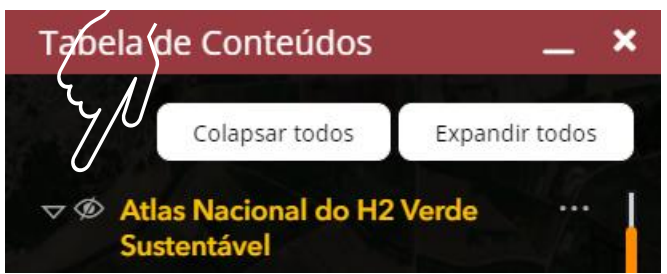 Tabela de Conteúdos
Colapsar todos Expandir todos
Atlas Nacional do H2 Verde
Sustentável